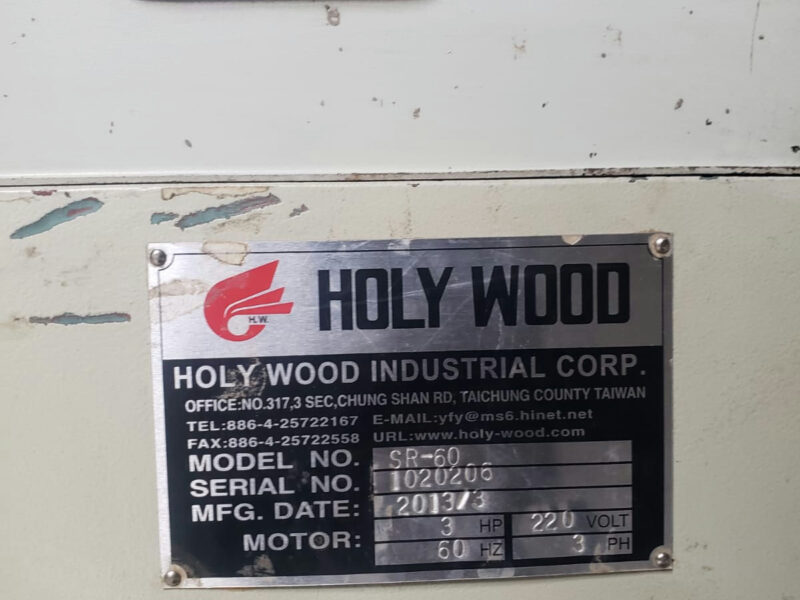 H.W.
HOLY WOOD
HOLY WOOD INDUSTRIAL CORP.
OFFICE:NO.317,3 SEC,CHUNG SHAN RD, TAICHUNG COUNTY TAIWAN
TEL:886-4-25722167 E-MAIL:yfy@ms6.hinet.net
FAX:886-4-25722558 URL:www.holy-wood.com
MODEL NO. SR-60
SERIAL NO. 1020206
MFG. DATE: 2013/3
MOTOR: 3 HP 220 VOLT
60 HZ 3 PH